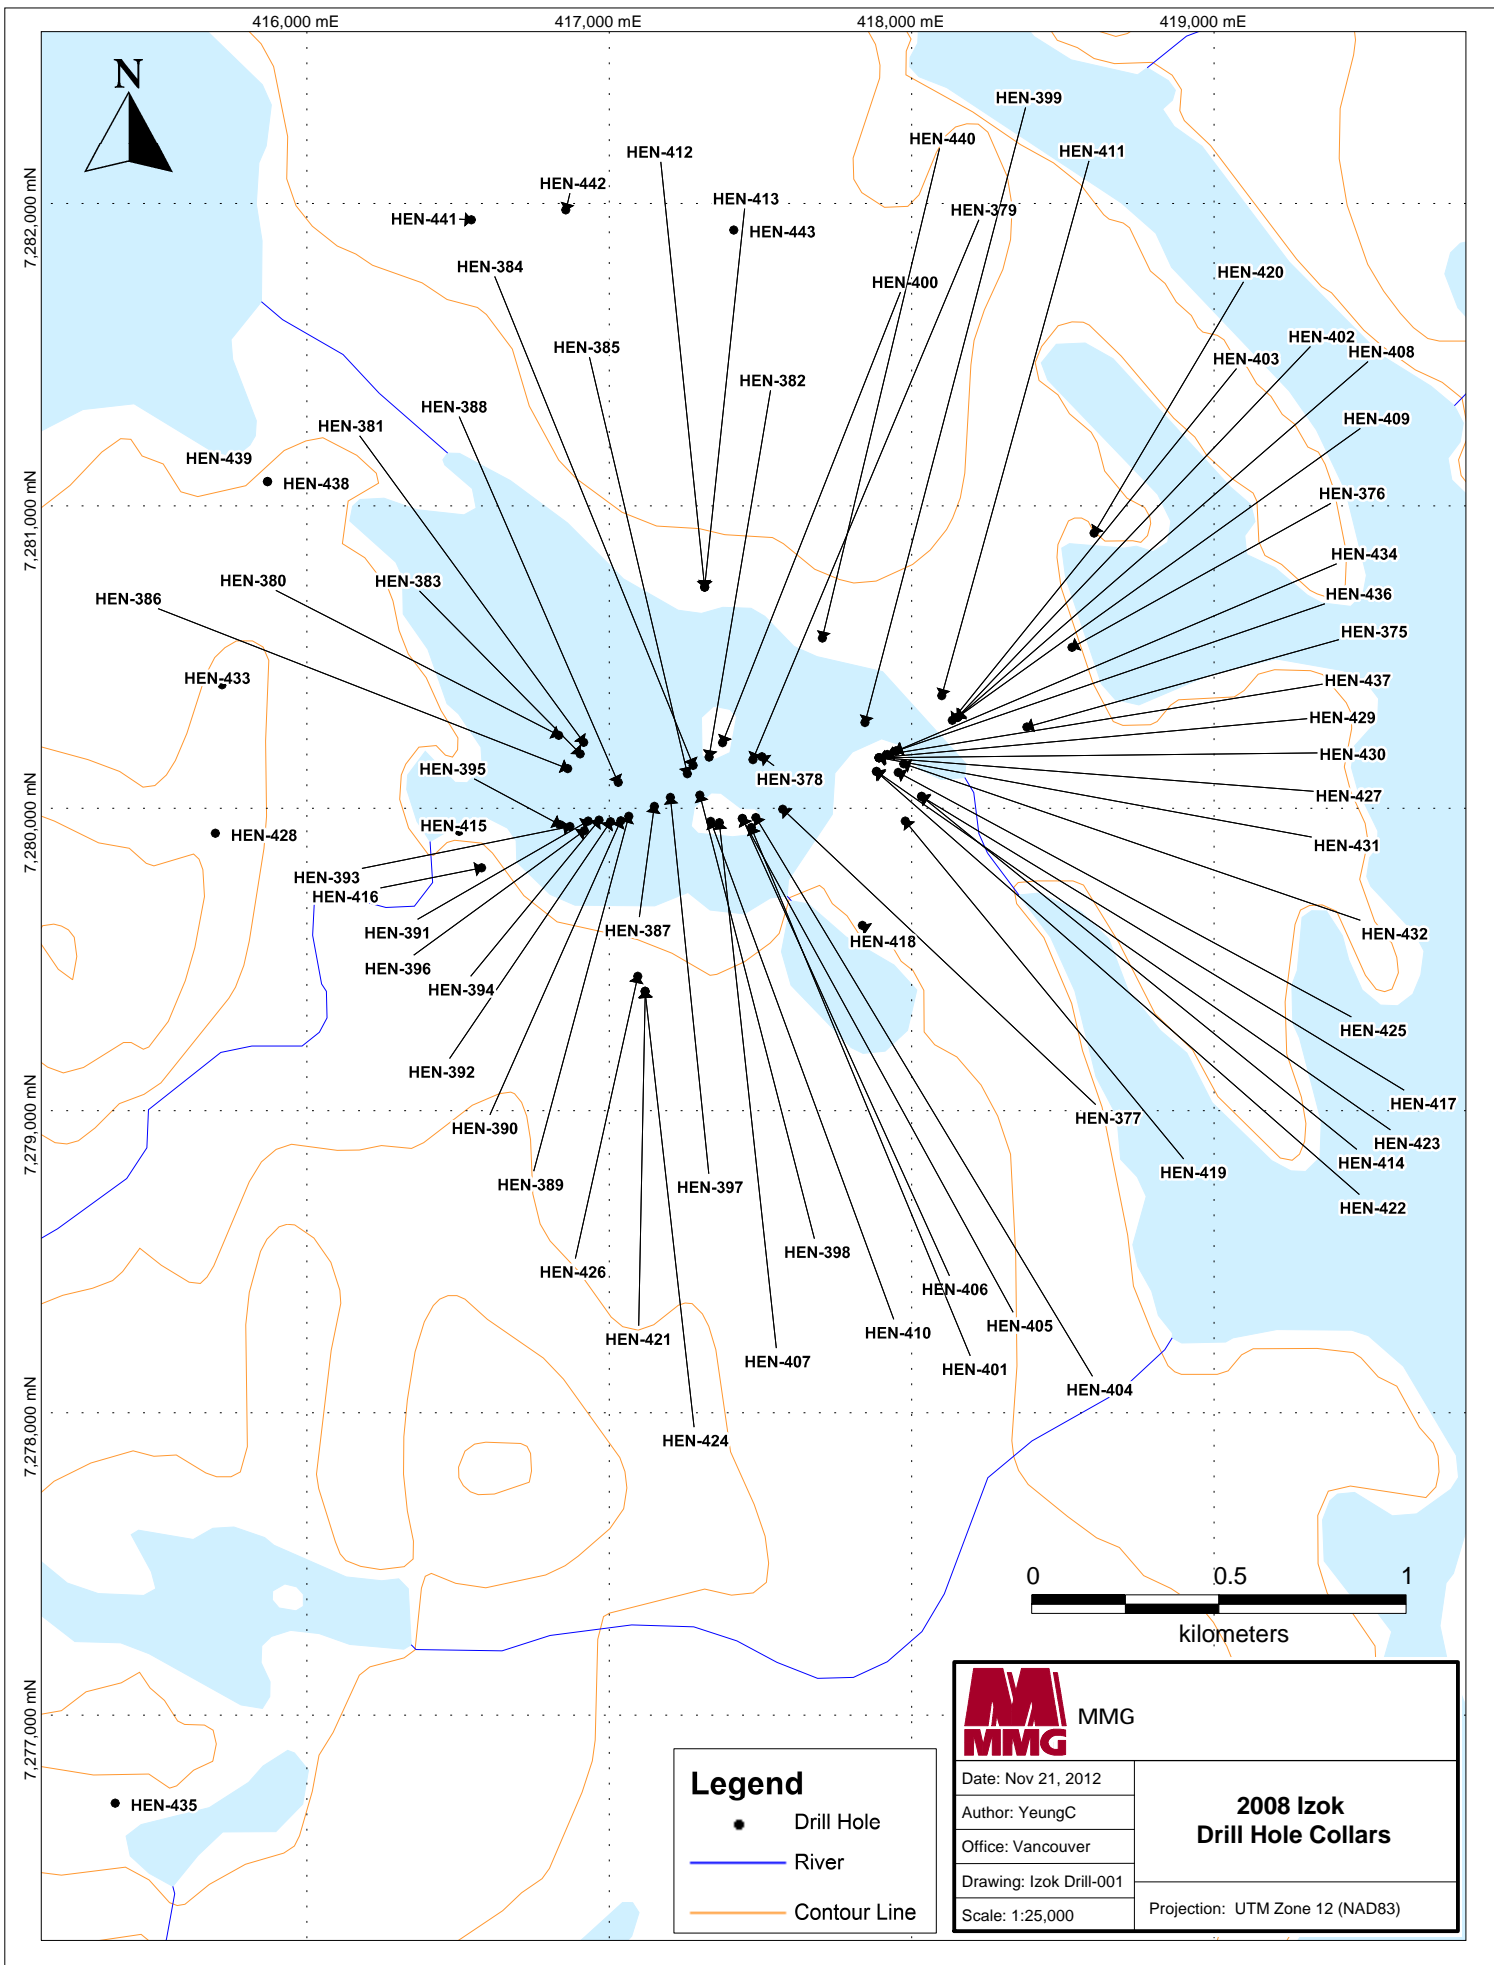 416,000 mE
417,000 mE
418,000 mE
419,000 mE
N
HEN-399
HEN-440
HEN-411
HEN-412
HEN-442
HEN-413
HEN-379
7,282,000 mN
HEN-441
HEN-443
HEN-384
HEN-400
HEN-420
HEN-402
HEN-385
HEN-408
HEN-403
HEN-382
HEN-388
HEN-409
HEN-381
HEN-439
HEN-438
HEN-376
7,281,000 mN
HEN-434
HEN-380
HEN-383
HEN-436
HEN-386
HEN-375
HEN-433
HEN-437
HEN-429
HEN-430
HEN-395
HEN-378
HEN-427
7,280,000 mN
HEN-415
HEN-428
HEN-431
HEN-393
HEN-416
HEN-391
HEN-387
HEN-432
HEN-418
HEN-396
HEN-394
HEN-425
HEN-392
HEN-417
7,279,000 mN
HEN-377
HEN-390
HEN-423
HEN-414
HEN-419
HEN-389
HEN-397
HEN-422
HEN-398
HEN-426
HEN-406
HEN-405
HEN-410
HEN-421
HEN-407
HEN-401
HEN-404
7,278,000 mN
HEN-424
0 0.5 1
kilometers
7,277,000 mN
HEN-435
Legend
Drill Hole
River
Contour Line
MMG
MMG
Date: Nov 21, 2012
Author: YeungC
Office: Vancouver
Drawing: Izok Drill-001
Scale: 1:25,000
2008 Izok
Drill Hole Collars
Projection: UTM Zone 12 (NAD83)